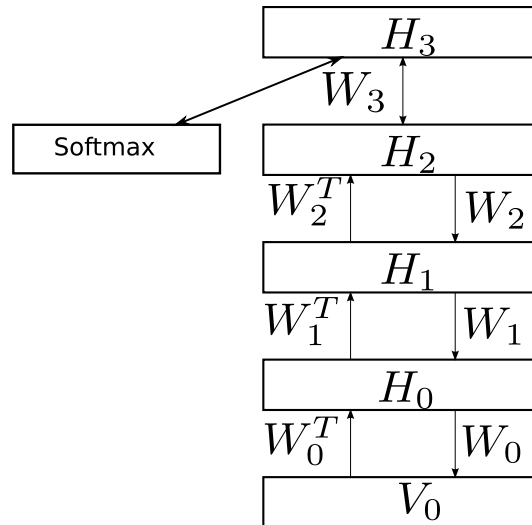 H_3
W_3
Softmax
H_2
W_2^T W_2
H_1
W_1^T W_1
H_0
W_0^T W_0
V_0